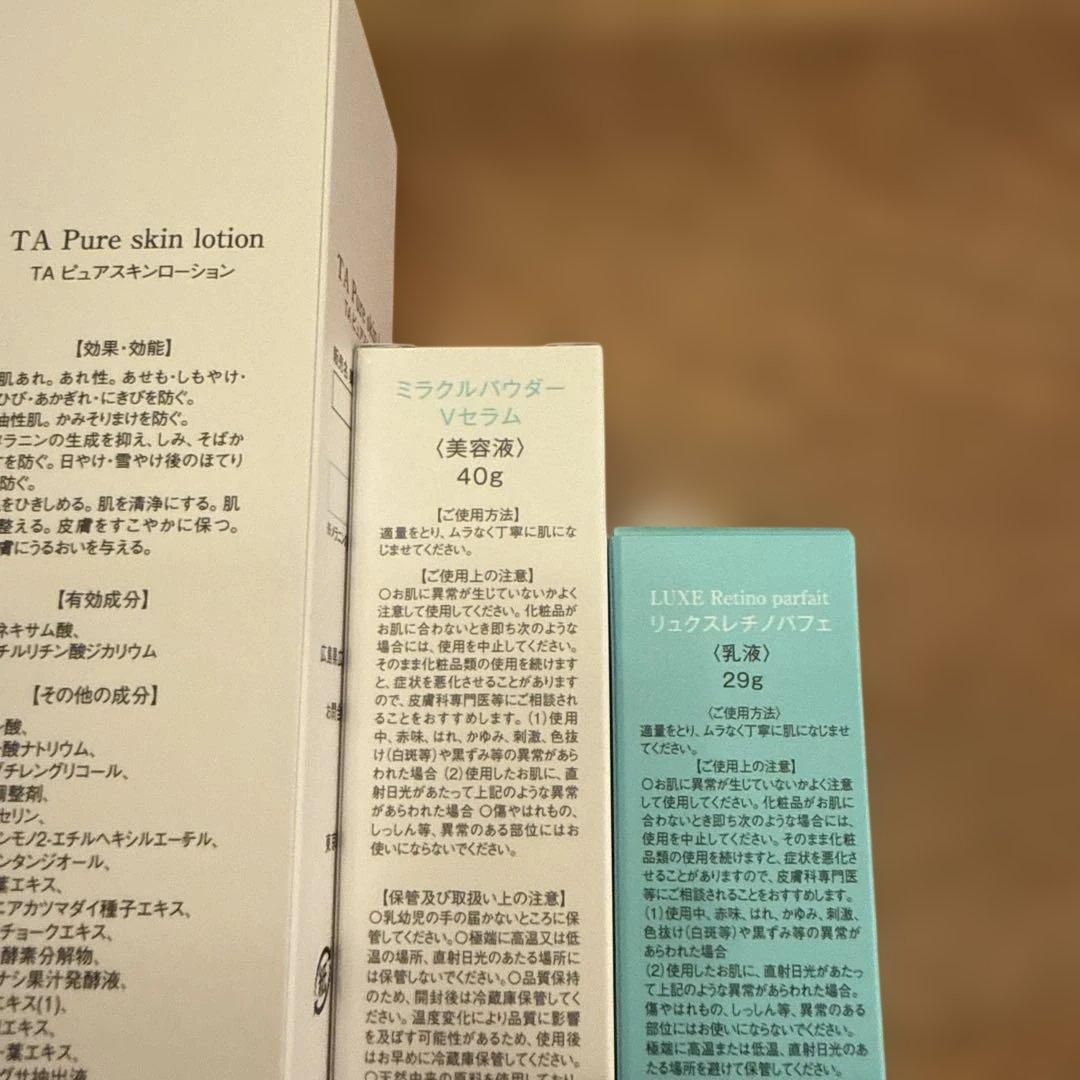 TA Pure skin lotion
TA ピュアスキンローション
【効果・効能】
肌あれ。あれ性。あせも・しもやけ・
ひび・あかぎれ・にきびを防ぐ。
油性肌。かみそりまけを防ぐ。
ラニンの生成を抑え、しみ、そばか
を防ぐ。日やけ・雪やけ後のほてり
防ぐ。
をひきしめる。肌を清浄にする。肌
整える。皮膚をすこやかに保つ。
膚にうるおいを与える。
【有効成分】
ネキサム酸、
チルリチン酸ジカリウム
【その他の成分】
ン酸、
酸ナトリウム、
ブチレングリコール、
調整剤、
セリン、
ンモノ2-エチルヘキシルエーテル、
ンタンジオール、
葉エキス、
ニアカツマダイ種子エキス、
チョークエキス、
酵素分解物、
ナシ果汁発酵液、
エキス(1)、
エキス、
ー葉エキス、
グサ抽出液
TA Pure skin
ミラクルパウダー
Vセラム
〈美容液〉
40g
【ご使用方法】
適量をとり、ムラなく丁寧に肌にな
じませてください。
【ご使用上の注意】
〇お肌に異常が生じていないかよく
注意して使用してください。化粧品が
お肌に合わないとき即ち次のような
場合には、使用を中止してください。
そのまま化粧品類の使用を続けます
と、症状を悪化させることがあります
ので、皮膚科専門医等にご相談され
ることをおすすめします。(1)使用
中、赤味、はれ、かゆみ、刺激、色抜
け(白斑等)や黒ずみ等の異常があら
われた場合 (2)使用したお肌に、直
射日光があたって上記のような異常
があらわれた場合 〇傷やはれもの、
しっしん等、異常のある部位にはお
使いにならないでください。
【保管及び取扱い上の注意】
〇乳幼児の手の届かないところに保
管してください。〇極端に高温又は低
温の場所、直射日光のあたる場所に
は保管しないでください。〇品質保持
のため、開封後は冷蔵庫保管してく
ださい。温度変化により品質に影響
を及ぼす可能性があるため、使用後
はお早めに冷蔵庫保管してください。
〇天然由来の原料を使用しており
LUXE Retino parfait
リュクスレチノパフェ
〈乳液〉
29g
〈ご使用方法〉
適量をとり、ムラなく丁寧に肌になじませ
てください。
【ご使用上の注意】
〇お肌に異常が生じていないかよく注意
して使用してください。化粧品がお肌に
合わないとき即ち次のような場合には、
使用を中止してください。そのまま化粧
品類の使用を続けますと、症状を悪化さ
せることがありますので、皮膚科専門医
等にご相談されることをおすすめします。
(1)使用中、赤味、はれ、かゆみ、刺激、
色抜け(白斑等)や黒ずみ等の異常が
あらわれた場合
(2)使用したお肌に、直射日光があたっ
て上記のような異常があらわれた場合。
傷やはれもの、しっしん等、異常のある
部位にはお使いにならないでください。
極端に高温または低温、直射日光のあ
たる場所を避けて保管してください。